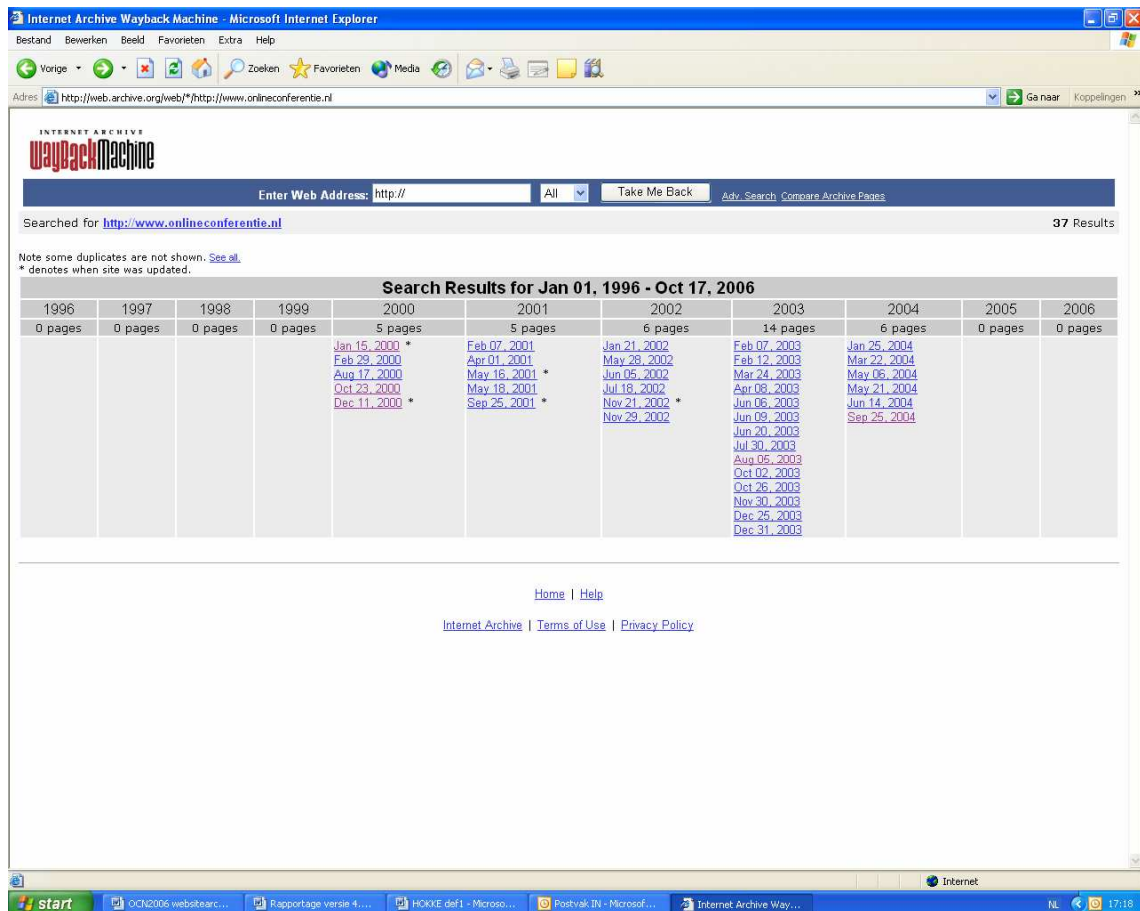 Internet Archive Wayback Machine - Microsoft Internet Explorer
Bestand Bewerken Beeld Favorieten Extra Help
Vorige Zoeken Favorieten Media
Adres http://web.archive.org/web/*/http://www.onlineconferentie.nl Ga naar Koppelingen »
INTERNET ARCHIVE
WayBackMachine
Enter Web Address: http:// All Take Me Back Adv. Search Compare Archive Pages
Searched for http://www.onlineconferentie.nl 37 Results
Note some duplicates are not shown. See all.
* denotes when site was updated.
Search Results for Jan 01, 1996 - Oct 17, 2006
1996 1997 1998 1999 2000 2001 2002 2003 2004 2005 2006
0 pages 0 pages 0 pages 0 pages 5 pages 5 pages 6 pages 14 pages 6 pages 0 pages 0 pages
Jan 15, 2000 * Feb 07, 2001 Jan 21, 2002 Feb 07, 2003 Jan 25, 2004
Feb 29, 2000 Apr 01, 2001 May 28, 2002 Feb 12, 2003 Mar 22, 2004
Aug 17, 2000 May 16, 2001 * Jun 05, 2002 Mar 24, 2003 May 06, 2004
Oct 23, 2000 May 18, 2001 Jul 18, 2002 Apr 08, 2003 May 21, 2004
Dec 11, 2000 * Sep 25, 2001 * Nov 21, 2002 * Jun 06, 2003 Jun 14, 2004
Nov 29, 2002 Jun 09, 2003 Sep 25, 2004
Jun 20, 2003
Jul 30, 2003
Aug 05, 2003
Oct 02, 2003
Oct 26, 2003
Nov 30, 2003
Dec 25, 2003
Dec 31, 2003
Home | Help
Internet Archive | Terms of Use | Privacy Policy
Internet
start OCN2006 websitearc... Rapportage versie 4.... HOKKE def1 - Microso... Postvak IN - Microsof... Internet Archive Way... NL 17:18